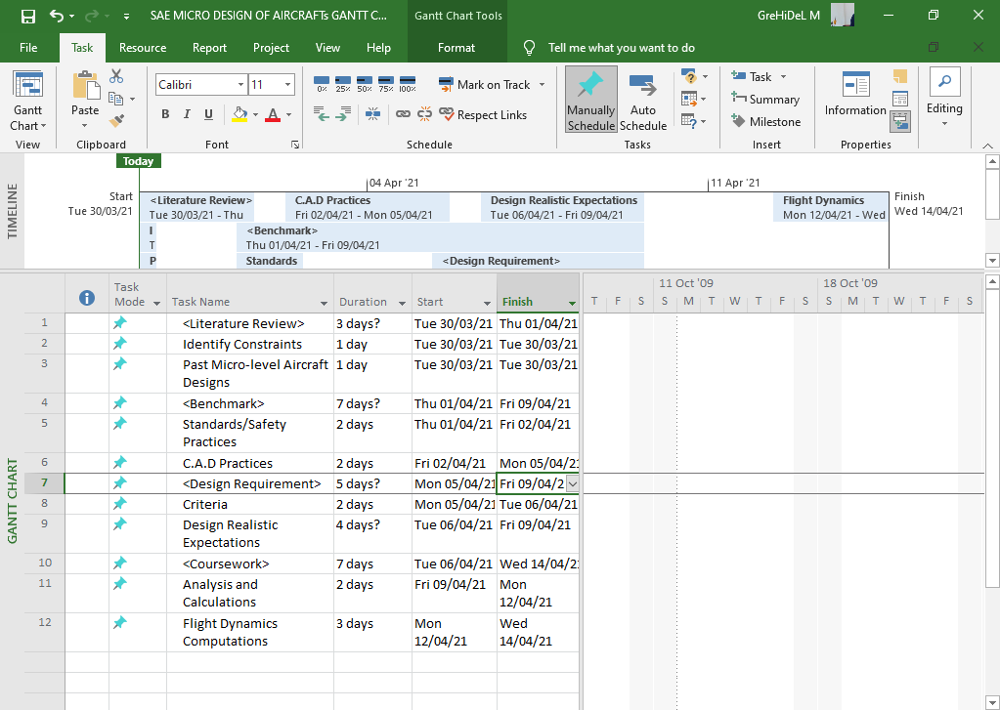 SAE MICRO DESIGN OF AIRCRAFTs GANTT C...
Gantt Chart Tools
GreHiDeL M
File Task Resource Report Project View Help Format Tell me what you want to do
Gantt Chart
View
Paste
Clipboard
Calibri 11
B I U A
Font
0% 25% 50% 75% 100%
Mark on Track
Respect Links
Schedule
Manually Schedule
Auto Schedule
Tasks
Task
Summary
Milestone
Insert
Information
Properties
Editing
TIMELINE
Today
04 Apr '21 11 Apr '21
Start
Tue 30/03/21
<Literature Review>
Tue 30/03/21 - Thu
C.A.D Practices
Fri 02/04/21 - Mon 05/04/21
Design Realistic Expectations
Tue 06/04/21 - Fri 09/04/21
Flight Dynamics
Mon 12/04/21 - Wed
Finish
Wed 14/04/21
I
T
<Benchmark>
Thu 01/04/21 - Fri 09/04/21
P
Standards
<Design Requirement>
GANTT CHART
Task Mode Task Name Duration Start Finish
11 Oct '09 18 Oct '09
T F S S M T W T F S S M T W T F S
1 <Literature Review> 3 days? Tue 30/03/21 Thu 01/04/21
2 Identify Constraints 1 day Tue 30/03/21 Tue 30/03/21
3 Past Micro-level Aircraft 1 day Tue 30/03/21 Tue 30/03/21
Designs
4 <Benchmark> 7 days? Thu 01/04/21 Fri 09/04/21
5 Standards/Safety 2 days Thu 01/04/21 Fri 02/04/21
Practices
6 C.A.D Practices 2 days Fri 02/04/21 Mon 05/04/21
7 <Design Requirement> 5 days? Mon 05/04/21 Fri 09/04/2
8 Criteria 2 days Mon 05/04/21 Tue 06/04/21
9 Design Realistic 4 days? Tue 06/04/21 Fri 09/04/21
Expectations
10 <Coursework> 7 days Tue 06/04/21 Wed 14/04/21
11 Analysis and 2 days Fri 09/04/21 Mon
Calculations 12/04/21
12 Flight Dynamics 3 days Mon Wed
Computations 12/04/21 14/04/21